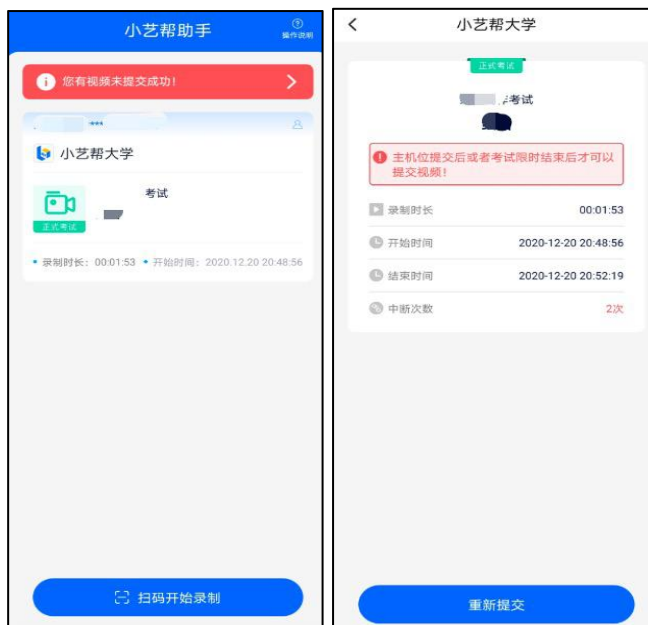 小艺帮助手
操作说明
您有视频未提交成功!
***
小艺帮大学
考试
正式考试
录制时长:00:01:53 开始时间:2020.12.20 20:48:56
扫码开始录制
小艺帮大学
正式考试
考试
主机位提交后或者考试限时结束后才可以
提交视频!
录制时长 00:01:53
开始时间 2020-12-20 20:48:56
结束时间 2020-12-20 20:52:19
中断次数 2次
重新提交